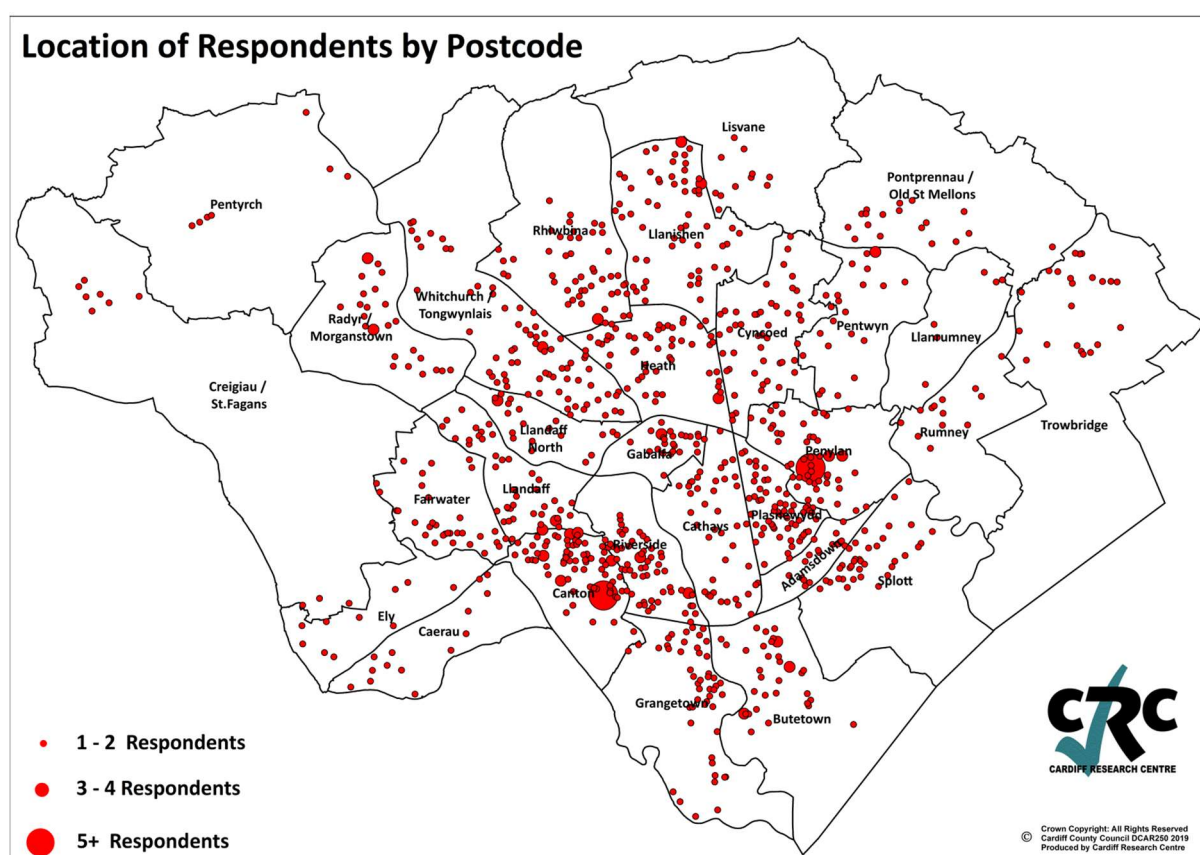 Location of Respondents by Postcode
Lisvane
Pontprennau /
Old St Mellons
Pentyrch
Rhiwbina
Llanishen
Whitchurch /
Tongwynlais
Radyr /
Morganstown
Pentwyn
Cyncoed
Llanrumney
Heath
Creigiau /
St.Fagans
Llandaff
North
Rumney
Trowbridge
Gabalfa
Penylan
Fairwater
Llandaff
Plasnewydd
Cathays
Riverside
Adamsdown
Splott
Canton
Ely
Caerau
Grangetown
Butetown
1 - 2 Respondents
3 - 4 Respondents
5+ Respondents
CRC
CARDIFF RESEARCH CENTRE
© Crown Copyright: All Rights Reserved
Cardiff County Council DCAR250 2019
Produced by Cardiff Research Centre